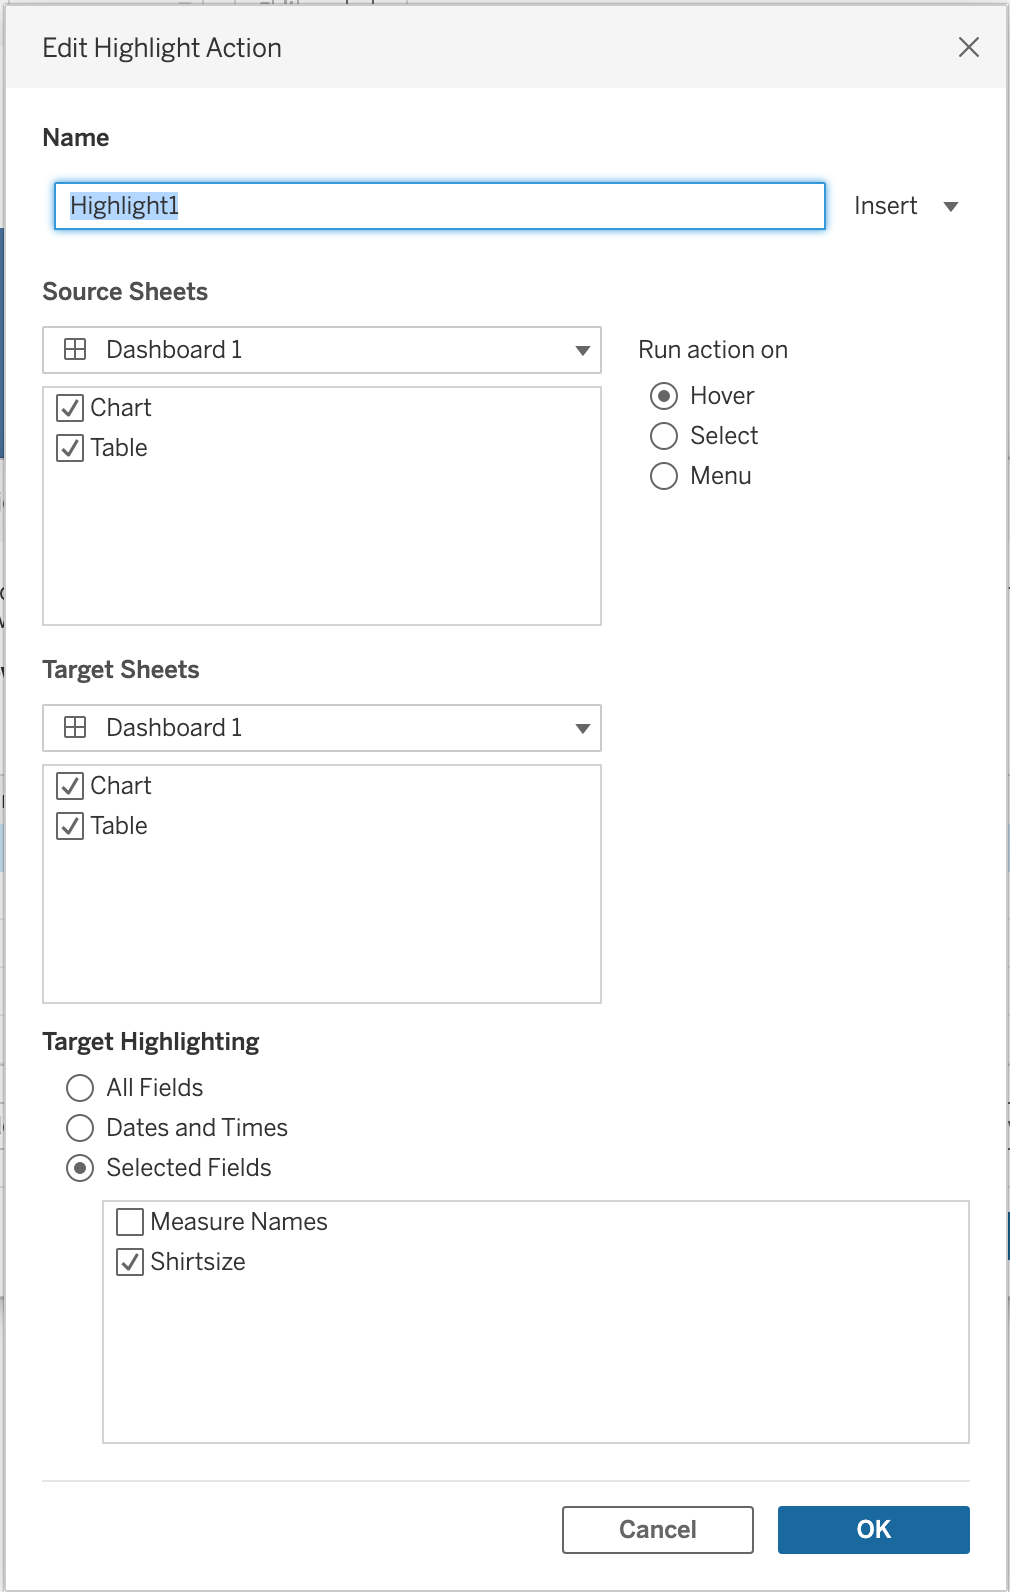 Edit Highlight Action
Name
Highlight1 Insert
Source Sheets
Dashboard 1 Run action on
Chart Hover
Table Select
Menu
Target Sheets
Dashboard 1
Chart
Table
Target Highlighting
All Fields
Dates and Times
Selected Fields
Measure Names
Shirtsize
Cancel OK